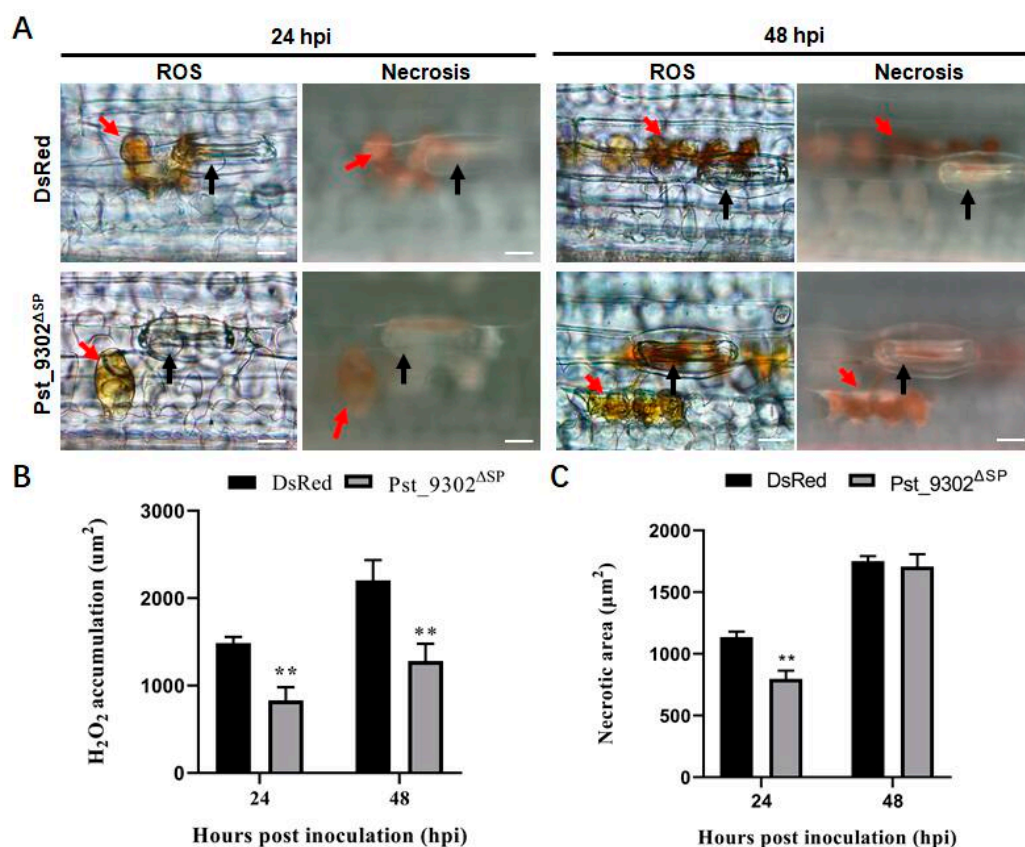 A
24 hpi 48 hpi
ROS Necrosis ROS Necrosis
DsRed
Pst_9302ΔSP
B
DsRed Pst_9302ΔSP
H2O2 accumulation (um2)
3000
2000
1000
0
**
**
24 48
Hours post inoculation (hpi)
C
DsRed Pst_9302ΔSP
Necrotic area (μm2)
2000
1500
1000
500
0
**
24 48
Hours post inoculation (hpi)